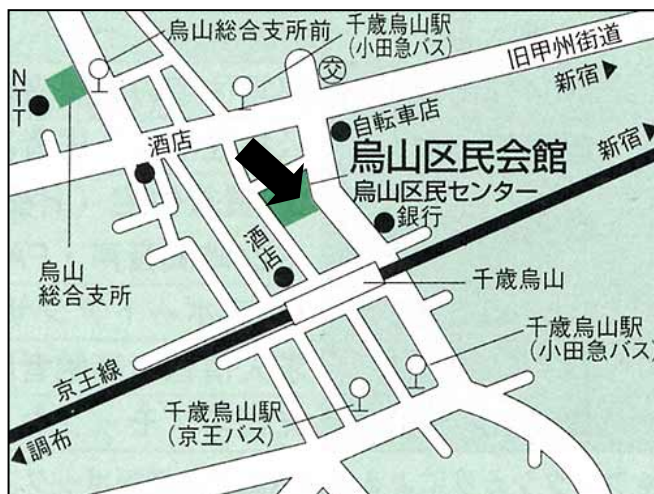 烏山総合支所前
千歳烏山駅
(小田急バス)
交
旧甲州街道
新宿▶
NTT
酒店
自転車店
烏山区民会館
新宿▶
烏山区民センター
銀行
烏山
総合支所
酒店
千歳烏山
千歳烏山駅
(小田急バス)
京王線
千歳烏山駅
(京王バス)
◀調布